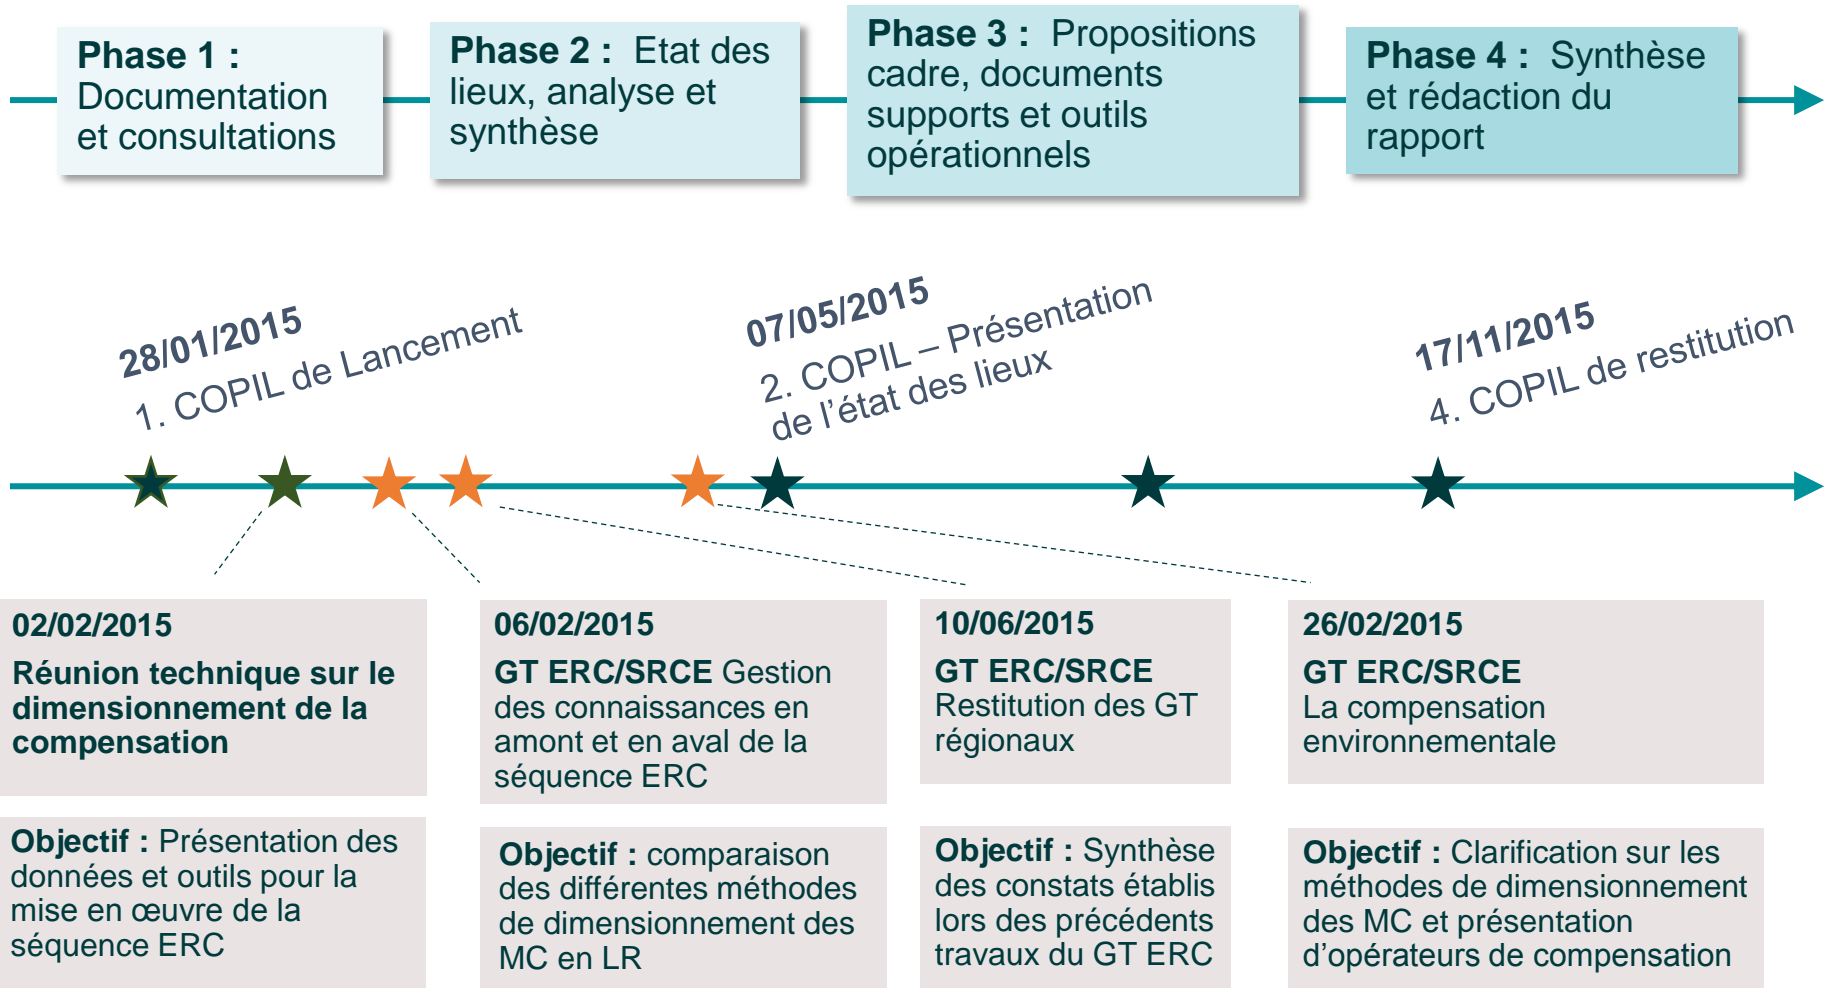 Phase 1 :
Documentation
et consultations
Phase 2 : Etat des
lieux, analyse et
synthèse
Phase 3 : Propositions
cadre, documents
supports et outils
opérationnels
Phase 4 : Synthèse
et rédaction du
rapport
28/01/2015
1. COPIL de Lancement
07/05/2015
2. COPIL – Présentation
de l’état des lieux
17/11/2015
4. COPIL de restitution
02/02/2015
Réunion technique sur le
dimensionnement de la
compensation
Objectif : Présentation des
données et outils pour la
mise en œuvre de la
séquence ERC
06/02/2015
GT ERC/SRCE Gestion
des connaissances en
amont et en aval de la
séquence ERC
Objectif : comparaison
des différentes méthodes
de dimensionnement des
MC en LR
10/06/2015
GT ERC/SRCE
Restitution des GT
régionaux
Objectif : Synthèse
des constats établis
lors des précédents
travaux du GT ERC
26/02/2015
GT ERC/SRCE
La compensation
environnementale
Objectif : Clarification sur les
méthodes de dimensionnement
des MC et présentation
d’opérateurs de compensation